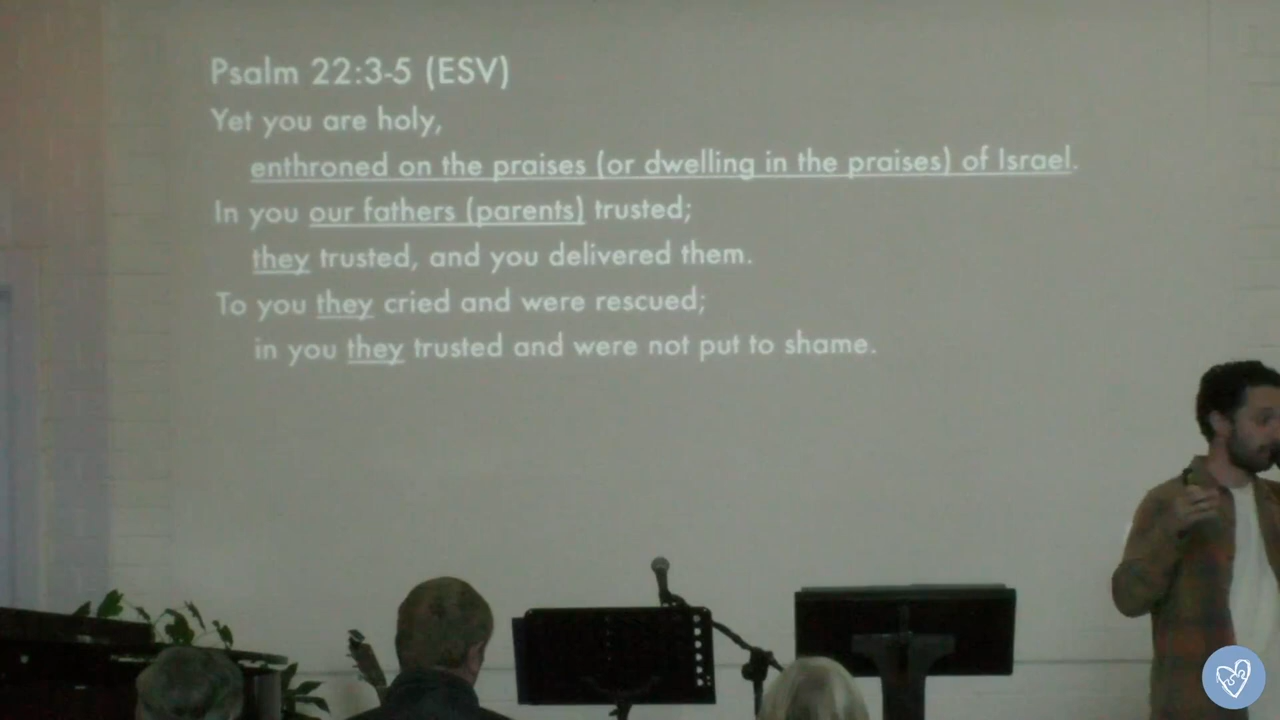 Psalm 22:3-5 (ESV)
Yet you are holy,
enthroned on the praises (or dwelling in the praises) of Israel.
In you our fathers (parents) trusted;
they trusted, and you delivered them.
To you they cried and were rescued;
in you they trusted and were not put to shame.